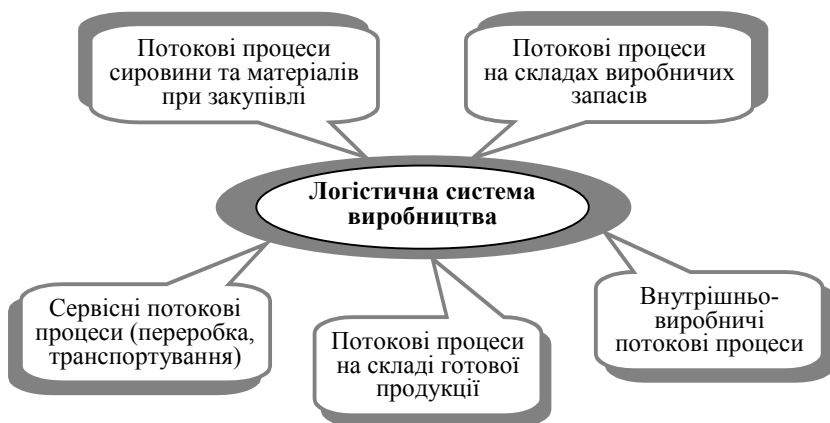 Потокові процеси
сировини та матеріалів
при закупівлі
Потокові процеси
на складах виробничих
запасів
Логістична система
виробництва
Сервісні потокові
процеси (переробка,
транспортування)
Потокові процеси
на складі готової
продукції
Внутрішньо-
виробничі
потокові процеси